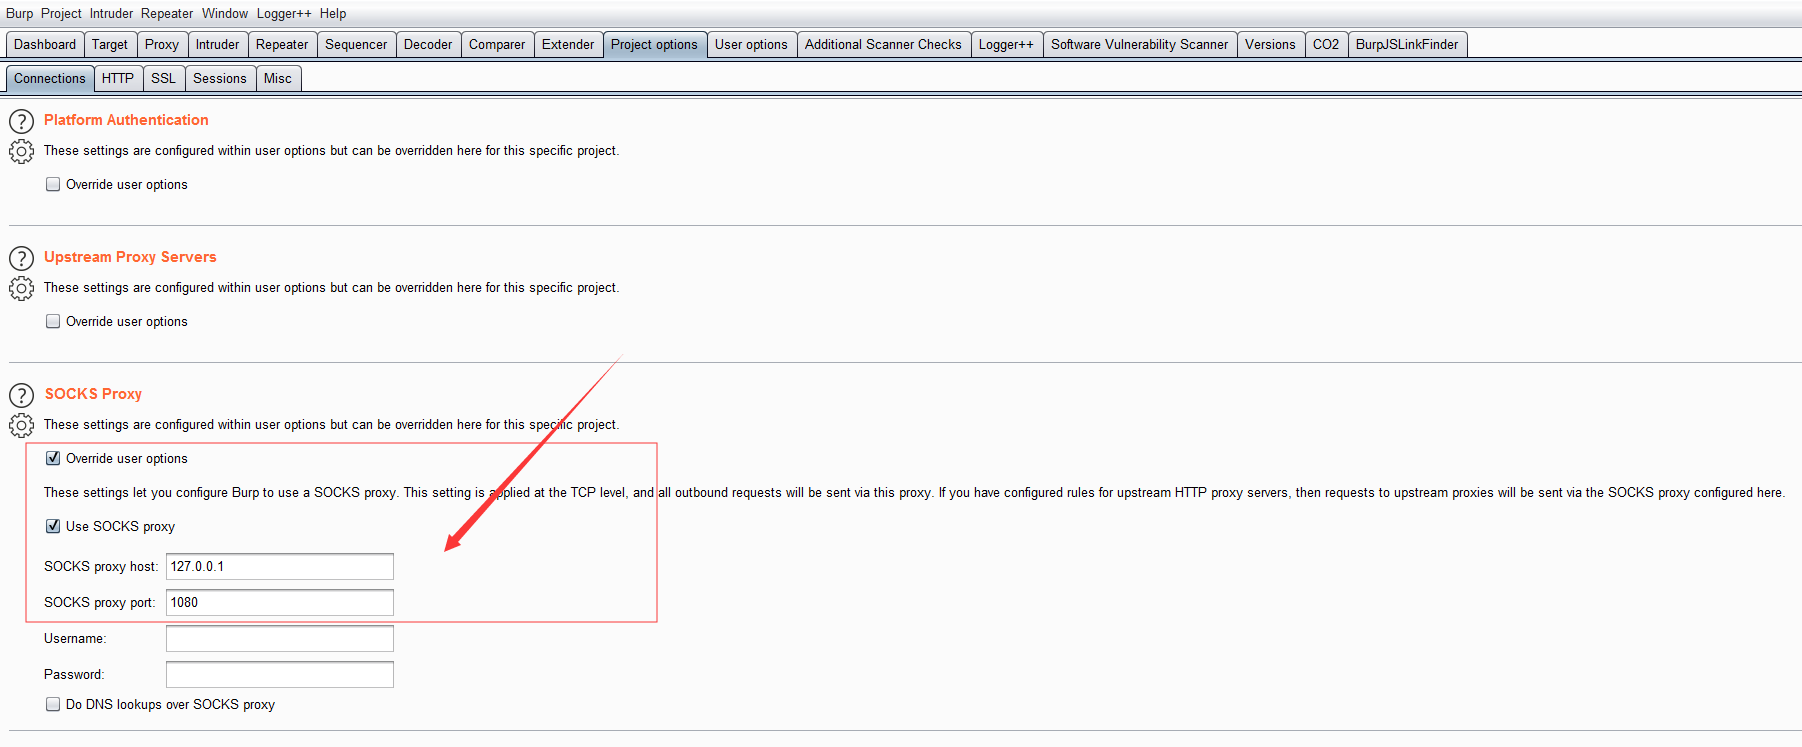 Burp Project Intruder Repeater Window Logger++ Help
Dashboard Target Proxy Intruder Repeater Sequencer Decoder Comparer Extender Project options User options Additional Scanner Checks Logger++ Software Vulnerability Scanner Versions CO2 BurpJSLinkFinder
Connections HTTP SSL Sessions Misc
? Platform Authentication
These settings are configured within user options but can be overridden here for this specific project.
Override user options
? Upstream Proxy Servers
These settings are configured within user options but can be overridden here for this specific project.
Override user options
? SOCKS Proxy
These settings are configured within user options but can be overridden here for this specific project.
Override user options
These settings let you configure Burp to use a SOCKS proxy. This setting is applied at the TCP level, and all outbound requests will be sent via this proxy. If you have configured rules for upstream HTTP proxy servers, then requests to upstream proxies will be sent via the SOCKS proxy configured here.
Use SOCKS proxy
SOCKS proxy host: 127.0.0.1
SOCKS proxy port: 1080
Username:
Password:
Do DNS lookups over SOCKS proxy